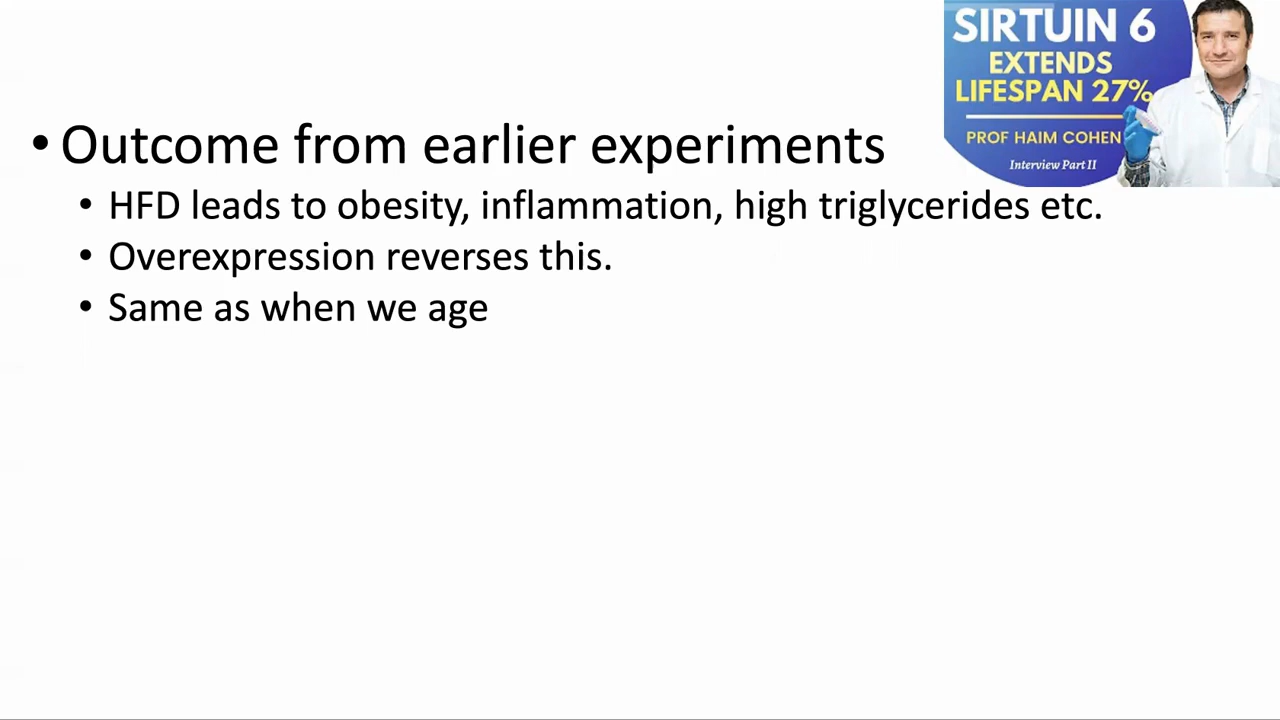 SIRTUIN 6
EXTENDS
LIFESPAN 27%
PROF HAIM COHEN
Interview Part II
• Outcome from earlier experiments
• HFD leads to obesity, inflammation, high triglycerides etc.
• Overexpression reverses this.
• Same as when we age